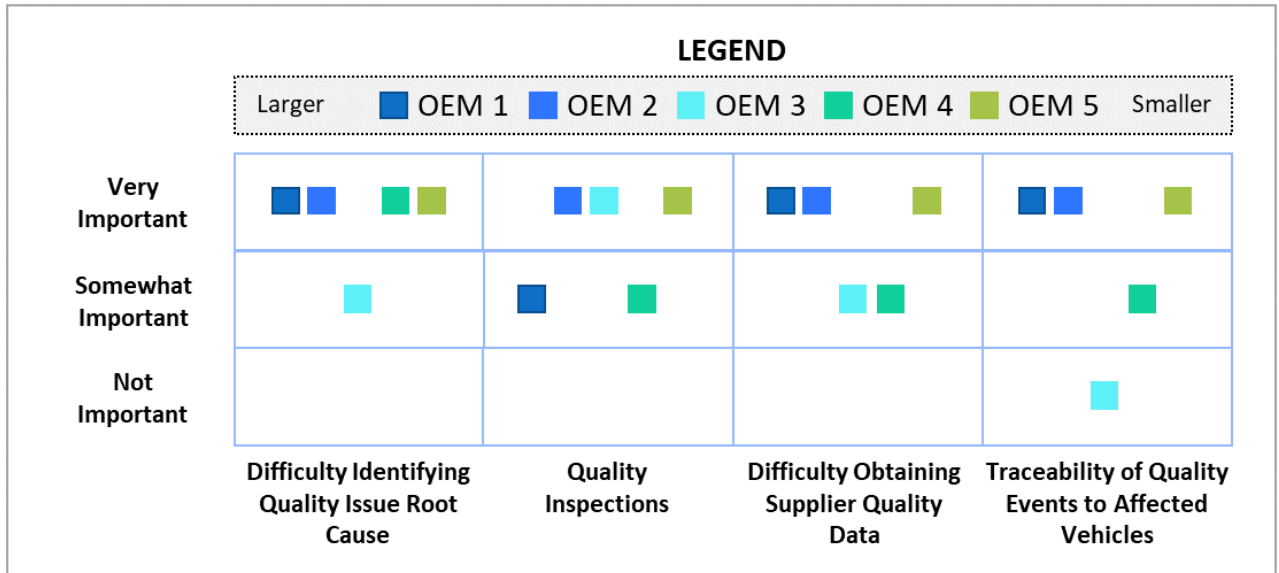 LEGEND
Larger OEM 1 OEM 2 OEM 3 OEM 4 OEM 5 Smaller
Very
Important
Somewhat
Important
Not
Important
Difficulty Identifying
Quality Issue Root
Cause
Quality
Inspections
Difficulty Obtaining
Supplier Quality
Data
Traceability of Quality
Events to Affected
Vehicles